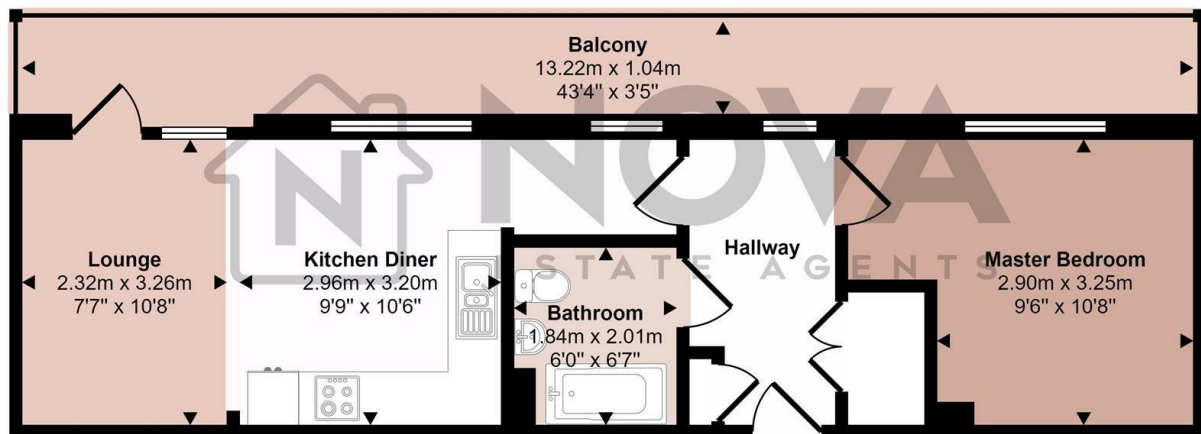 Balcony
13.22m x 1.04m
43'4" x 3'5"
N
NOVA
ESTATE AGENTS
Lounge
2.32m x 3.26m
7'7" x 10'8"
Kitchen Diner
2.96m x 3.20m
9'9" x 10'6"
Bathroom
1.84m x 2.01m
6'0" x 6'7"
Hallway
Master Bedroom
2.90m x 3.25m
9'6" x 10'8"